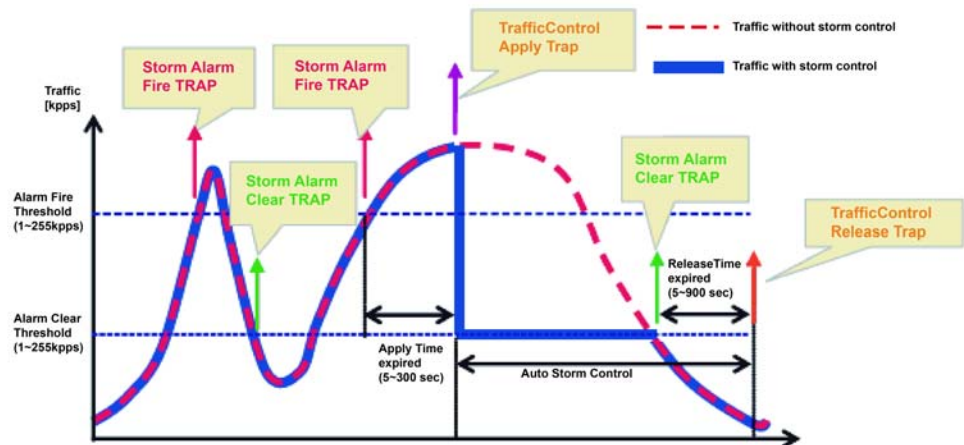 TrafficControl
Apply Trap
Traffic without storm control
Traffic with storm control
Storm Alarm
Fire TRAP
Storm Alarm
Fire TRAP
Traffic
[kpps]
Storm Alarm
Clear TRAP
Storm Alarm
Clear TRAP
Alarm Fire
Threshold
(1~255kpps)
TrafficControl
Release Trap
ReleaseTime
expired
(5~900 sec)
Alarm Clear
Threshold
(1~255kpps)
Apply Time
expired
(5~300 sec)
Auto Storm Control